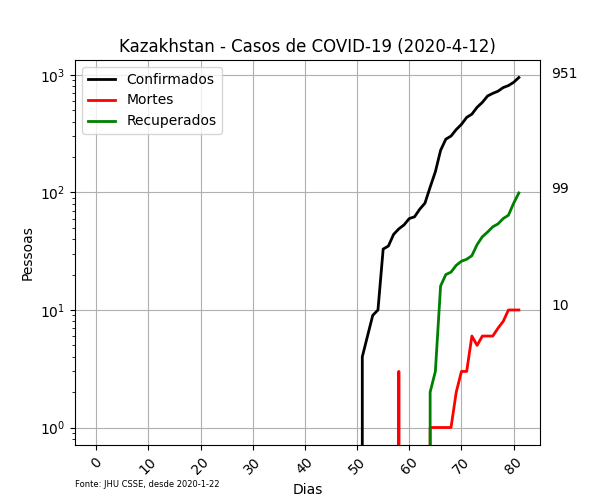 Kazakhstan - Casos de COVID-19 (2020-4-12)
Confirmados
Mortes
Recuperados
Pessoas
10³
10²
10¹
10⁰
951
99
10
0 10 20 30 40 50 60 70 80
Dias
Fonte: JHU CSSE, desde 2020-1-22